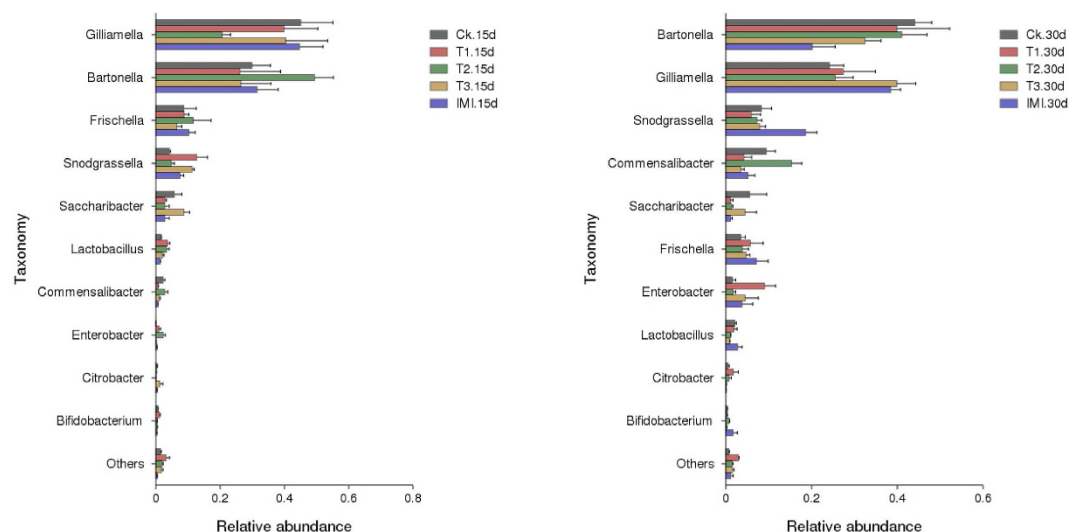 Gilliamella
Bartonella
Frischella
Snodgrassella
Saccharibacter
Lactobacillus
Commensalibacter
Enterobacter
Citrobacter
Bifidobacterium
Others
Taxonomy
0 0.2 0.4 0.6 0.8
Relative abundance
Ck.15d
T1.15d
T2.15d
T3.15d
IMI.15d
Bartonella
Gilliamella
Snodgrassella
Commensalibacter
Saccharibacter
Frischella
Enterobacter
Lactobacillus
Citrobacter
Bifidobacterium
Others
Taxonomy
0 0.2 0.4 0.6
Relative abundance
Ck.30d
T1.30d
T2.30d
T3.30d
IMI.30d